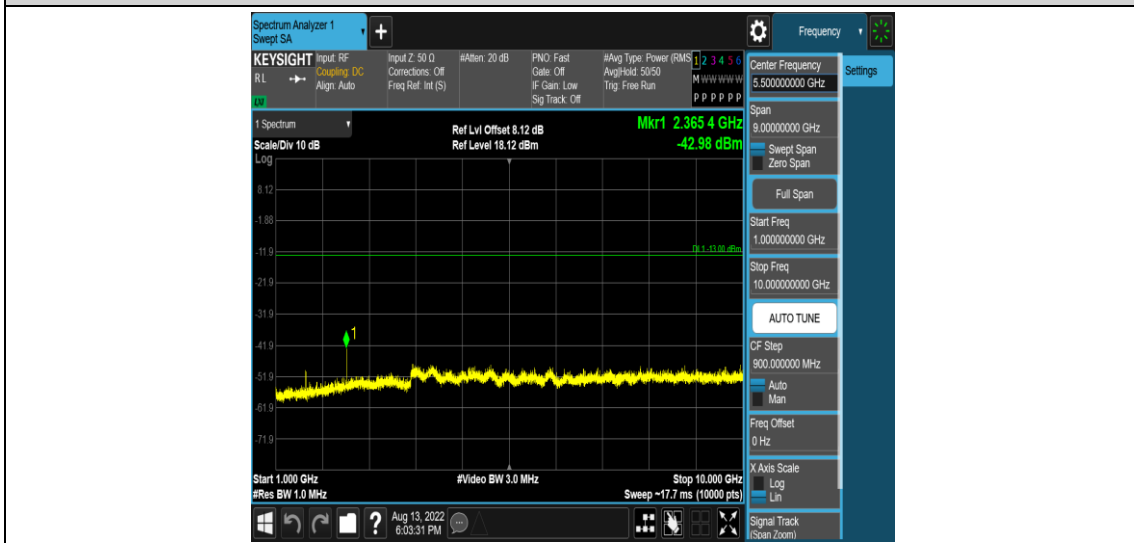 Spectrum Analyzer 1
Swept SA
+
Frequency
KEYSIGHT
RL
LXI
Input: RF
Coupling: DC
Align: Auto
Input Z: 50 Ω
Corrections: Off
Freq Ref: Int (S)
#Atten: 20 dB
PNO: Fast
Gate: Off
IF Gain: Low
Sig Track: Off
#Avg Type: Power (RMS
Avg|Hold: 50/50
Trig: Free Run
1 2 3 4 5 6
M W W W W W
P P P P P P
1 Spectrum
Scale/Div 10 dB
Log
Ref Lvl Offset 8.12 dB
Ref Level 18.12 dBm
Mkr1 2.365 4 GHz
-42.98 dBm
8.12
-1.88
-11.9
DL1 -13.00 dBm
-21.9
-31.9
1
-41.9
-51.9
-61.9
-71.9
Start 1.000 GHz
#Video BW 3.0 MHz
Stop 10.000 GHz
#Res BW 1.0 MHz
Sweep ~17.7 ms (10000 pts)
?
Aug 13, 2022
6:03:31 PM
Center Frequency
5.500000000 GHz
Settings
Span
9.00000000 GHz
Swept Span
Zero Span
Full Span
Start Freq
1.000000000 GHz
Stop Freq
10.000000000 GHz
AUTO TUNE
CF Step
900.000000 MHz
Auto
Man
Freq Offset
0 Hz
X Axis Scale
Log
Lin
Signal Track
(Span Zoom)